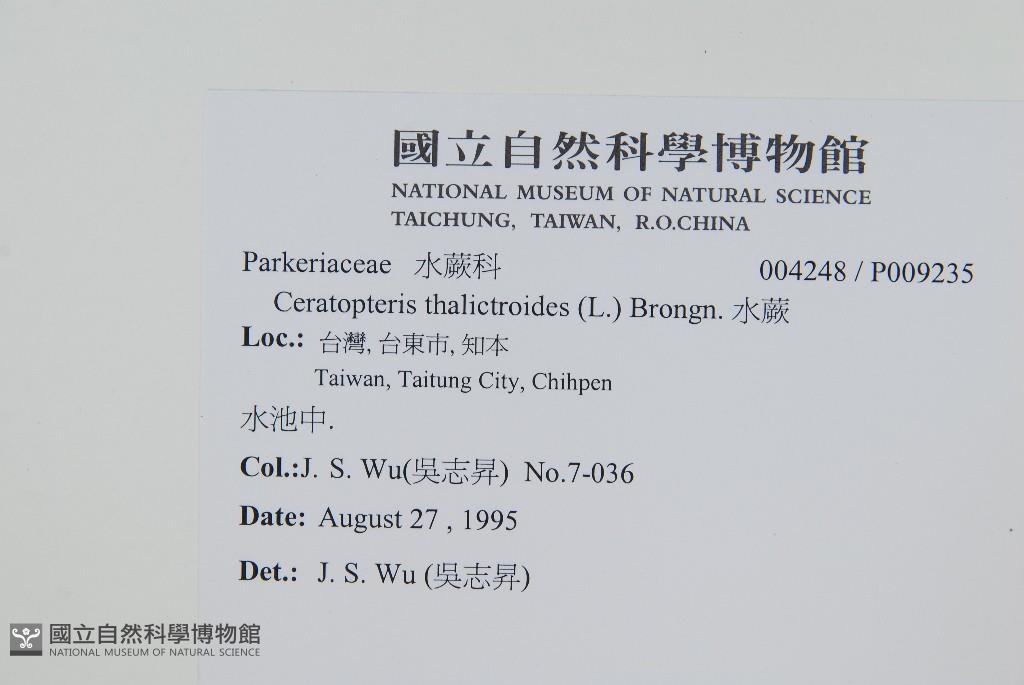 國立自然科學博物館
NATIONAL MUSEUM OF NATURAL SCIENCE
TAICHUNG, TAIWAN, R.O.CHINA
Parkeriaceae 水蕨科 004248 / P009235
Ceratopteris thalictroides (L.) Brongn. 水蕨
Loc.: 台灣, 台東市, 知本
Taiwan, Taitung City, Chihpen
水池中.
Col.:J. S. Wu(吳志昇) No.7-036
Date: August 27 , 1995
Det.: J. S. Wu (吳志昇)
國立自然科學博物館
NATIONAL MUSEUM OF NATURAL SCIENCE